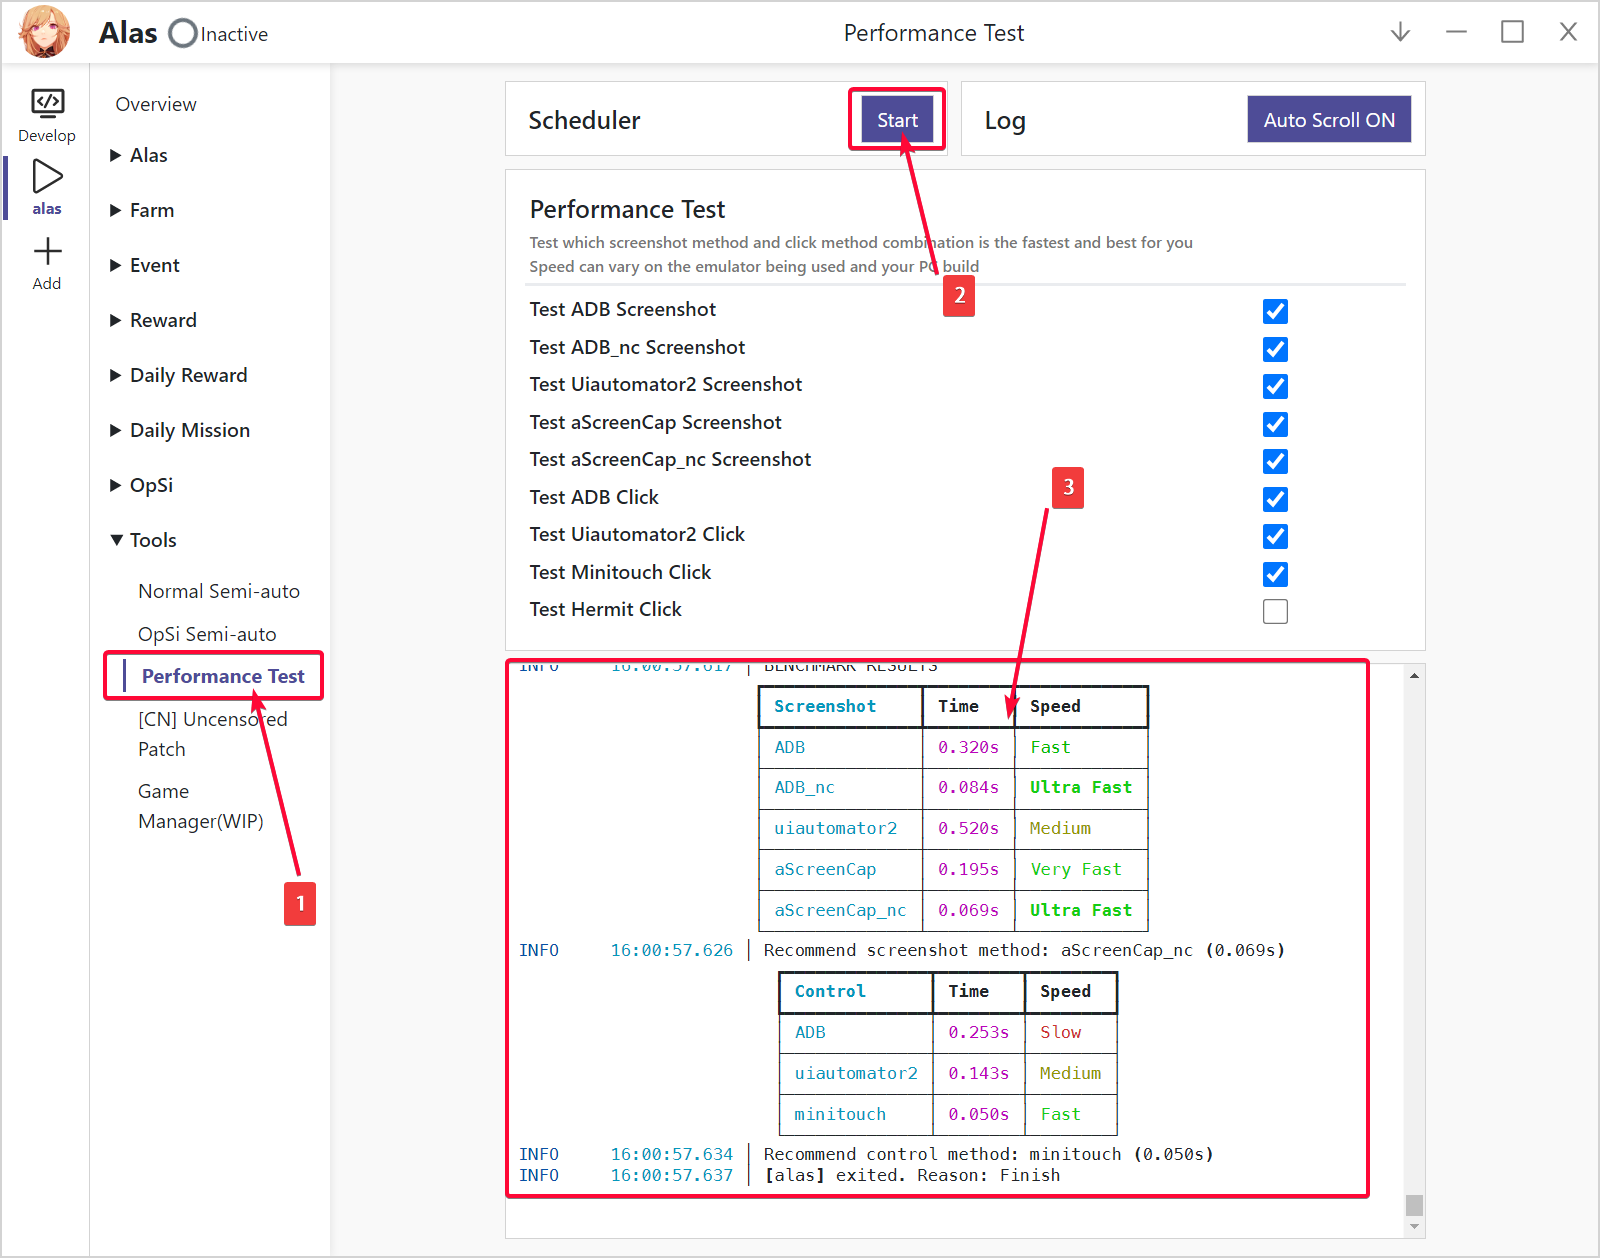 Alas Inactive
Performance Test
Develop
alas
Add
Overview
Alas
Farm
Event
Reward
Daily Reward
Daily Mission
OpSi
Tools
Normal Semi-auto
OpSi Semi-auto
Performance Test
[CN] Uncensored
Patch
Game
Manager(WIP)
1
Scheduler
Start
Log
Auto Scroll ON
Performance Test
Test which screenshot method and click method combination is the fastest and best for you
Speed can vary on the emulator being used and your PC build
2
Test ADB Screenshot
Test ADB_nc Screenshot
Test Uiautomator2 Screenshot
Test aScreenCap Screenshot
Test aScreenCap_nc Screenshot
3
Test ADB Click
Test Uiautomator2 Click
Test Minitouch Click
Test Hermit Click
INFO 16:00:57.617 | BENCHMARK RESULTS
Screenshot Time Speed
ADB 0.320s Fast
ADB_nc 0.084s Ultra Fast
uiautomator2 0.520s Medium
aScreenCap 0.195s Very Fast
aScreenCap_nc 0.069s Ultra Fast
INFO 16:00:57.626 | Recommend screenshot method: aScreenCap_nc (0.069s)
Control Time Speed
ADB 0.253s Slow
uiautomator2 0.143s Medium
minitouch 0.050s Fast
INFO 16:00:57.634 | Recommend control method: minitouch (0.050s)
INFO 16:00:57.637 | [alas] exited. Reason: Finish